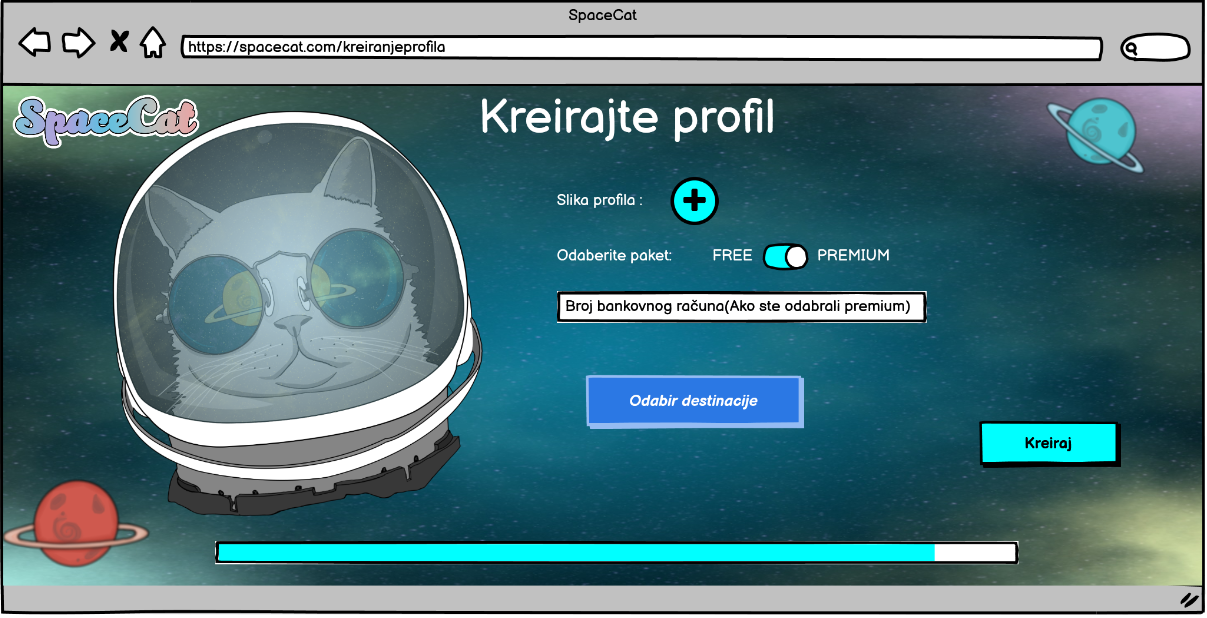 SpaceCat
https://spacecat.com/kreiranjeprofila
SpaceCat
Kreirajte profil
Slika profila :
Odaberite paket: FREE PREMIUM
Broj bankovnog računa(Ako ste odabrali premium)
Odabir destinacije
Kreiraj